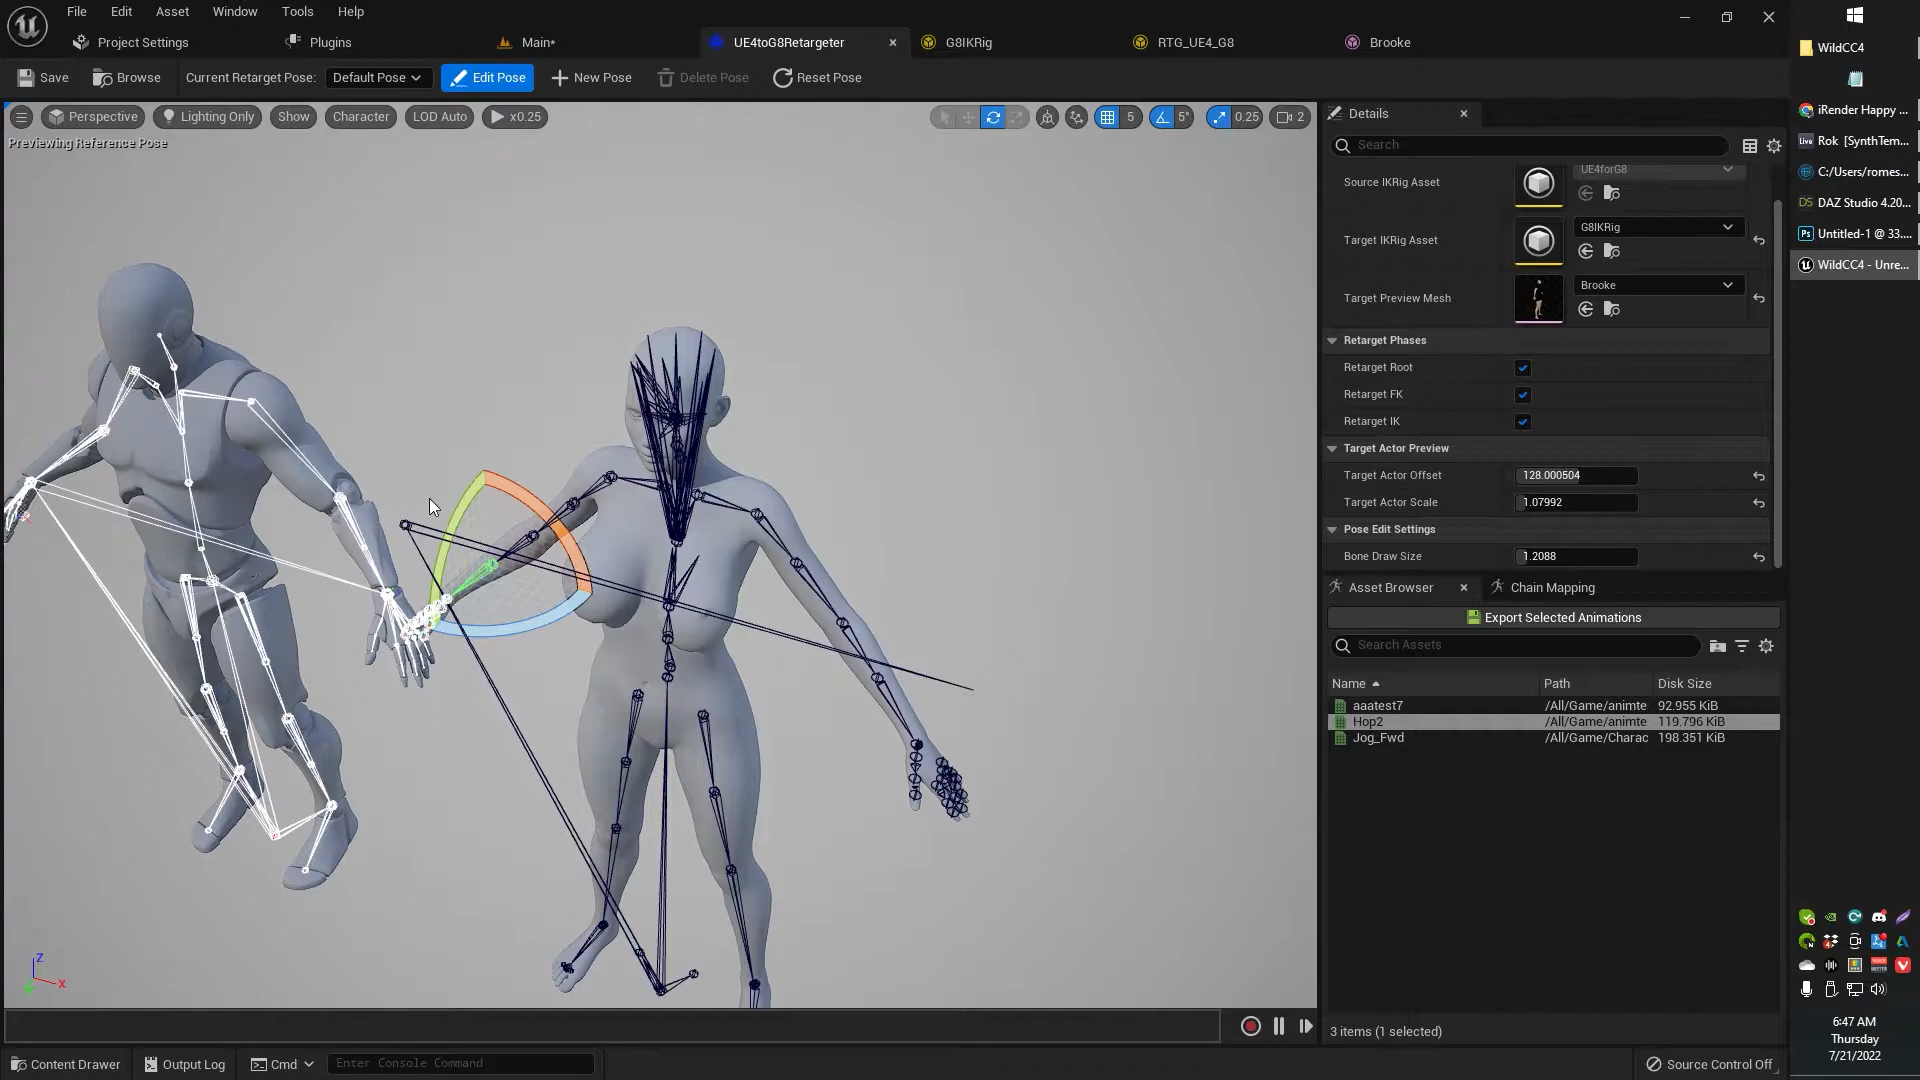 File Edit Asset Window Tools Help
Project Settings Plugins Main* UE4toG8Retargeter G8IKRig RTG_UE4_G8 Brooke
Save Browse Current Retarget Pose: Default Pose Edit Pose New Pose Delete Pose Reset Pose
Perspective Lighting Only Show Character LOD Auto x0.25 5 5° 0.25 2
Previewing Reference Pose
Details
Search
Source IKRig Asset UE4forG8
Target IKRig Asset G8IKRig
Target Preview Mesh Brooke
Retarget Phases
Retarget Root
Retarget FK
Retarget IK
Target Actor Preview
Target Actor Offset 128.000504
Target Actor Scale 1.07992
Pose Edit Settings
Bone Draw Size 1.2088
Asset Browser Chain Mapping
Export Selected Animations
Search Assets
Name Path Disk Size
aaatest7 /All/Game/animte 92.955 KiB
Hop2 /All/Game/animte 119.796 KiB
Jog_Fwd /All/Game/Charac 198.351 KiB
3 items (1 selected)
Z
X
Content Drawer Output Log Cmd Enter Console Command Source Control Off
WildCC4
iRender Happy ...
Live Rok [SynthTem...
C:/Users/romes...
DS DAZ Studio 4.20...
Ps Untitled-1 @ 33....
WildCC4 - Unre...
6:47 AM
Thursday
7/21/2022